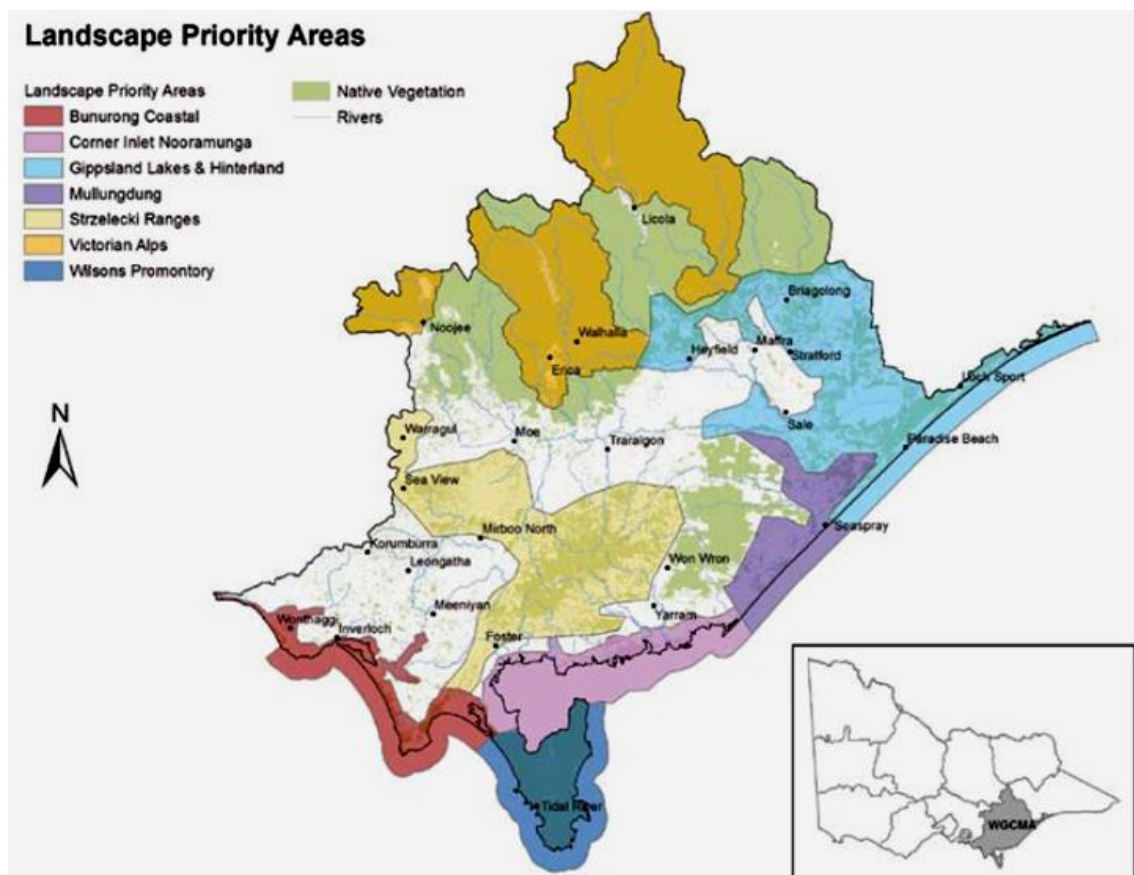 Landscape Priority Areas
Landscape Priority Areas
Bunurong Coastal
Corner Inlet Nooramunga
Gippsland Lakes & Hinterland
Mullungdung
Strzelecki Ranges
Victorian Alps
Wilsons Promontory
Native Vegetation
Rivers
Licola
Briagolong
Noojee
Walhalla
Erica
Heyfield
Maffra
Stratford
Loch Sport
N
Warragul
Moe
Traralgon
Sale
Paradise Beach
Sea View
Mirboo North
Seaspray
Korumburra
Leongatha
Won Wron
Meeniyan
Yarram
Wonthaggi
Inverloch
Foster
Tidal River
WGCMA